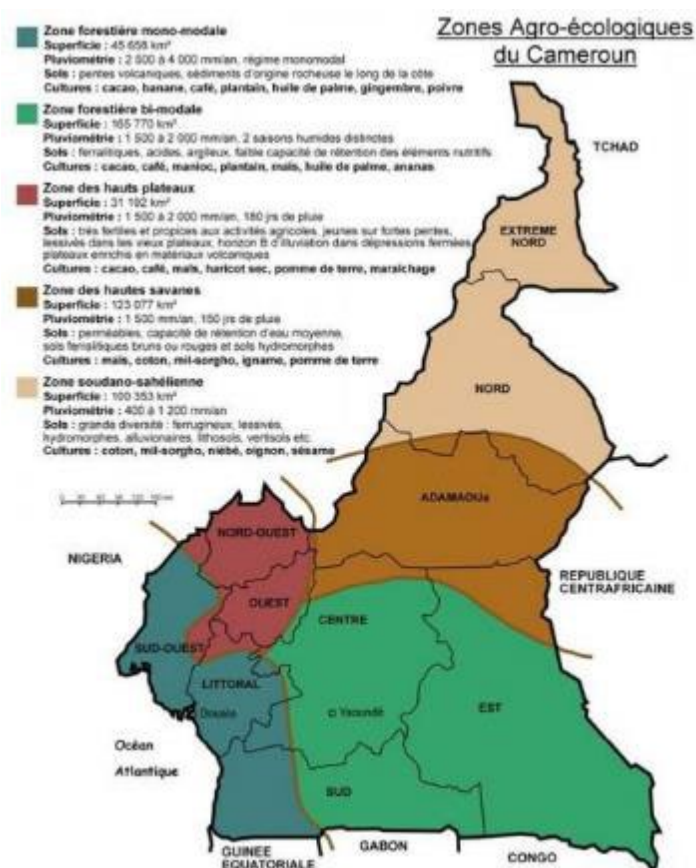 Zones Agro-écologiques
du Cameroun
Zone forestière mono-modale
Superficie : 45 658 km²
Pluviométrie : 2 500 à 4 000 mm/an, régime monomodal
Sols : pentes volcaniques, sédiments d'origine rocheuse le long de la côte
Cultures : cacao, banane, café, plantain, huile de palme, gingembre, poivre
Zone forestière bi-modale
Superficie : 165 770 km²
Pluviométrie : 1 500 à 2 000 mm/an, 2 saisons humides distinctes
Sols : ferralitiques, acides, argileux, faible capacité de rétention des éléments nutritifs
Cultures : cacao, café, manioc, plantain, maïs, huile de palme, ananas
Zone des hauts plateaux
Superficie : 31 192 km²
Pluviométrie : 1 500 à 2 000 mm/an, 180 jrs de pluie
Sols : très fertiles et propices aux activités agricoles, jeunes sur fortes pentes,
lessivés dans les vieux plateaux, horizon B d'illuviation dans dépressions fermées,
plateaux enrichis en matériaux volcaniques
Cultures : cacao, café, maïs, haricot sec, pomme de terre, maraîchage
Zone des hautes savanes
Superficie : 123 077 km²
Pluviométrie : 1 500 mm/an, 150 jrs de pluie
Sols : perméables, capacité de rétention d'eau moyenne,
sols ferralitiques bruns ou rouges et sols hydromorphes
Cultures : maïs, coton, mil-sorgho, igname, pomme de terre
Zone soudano-sahélienne
Superficie : 100 353 km²
Pluviométrie : 400 à 1 200 mm/an
Sols : grande diversité : ferrugineux, lessivés,
hydromorphes, alluvionaires, lithosols, vertisols etc.
Cultures : coton, mil-sorgho, niébé, oignon, sésame
TCHAD
EXTREME
NORD
NORD
ADAMAOUa
NORD-OUEST
NIGERIA
REPUBLIQUE
CENTRAFRICAINE
OUEST
CENTRE
SUD-OUEST
LITTORAL
Douala
Yaoundé
EST
Océan
Atlantique
SUD
GUINEE
EQUATORIALE
GABON
CONGO